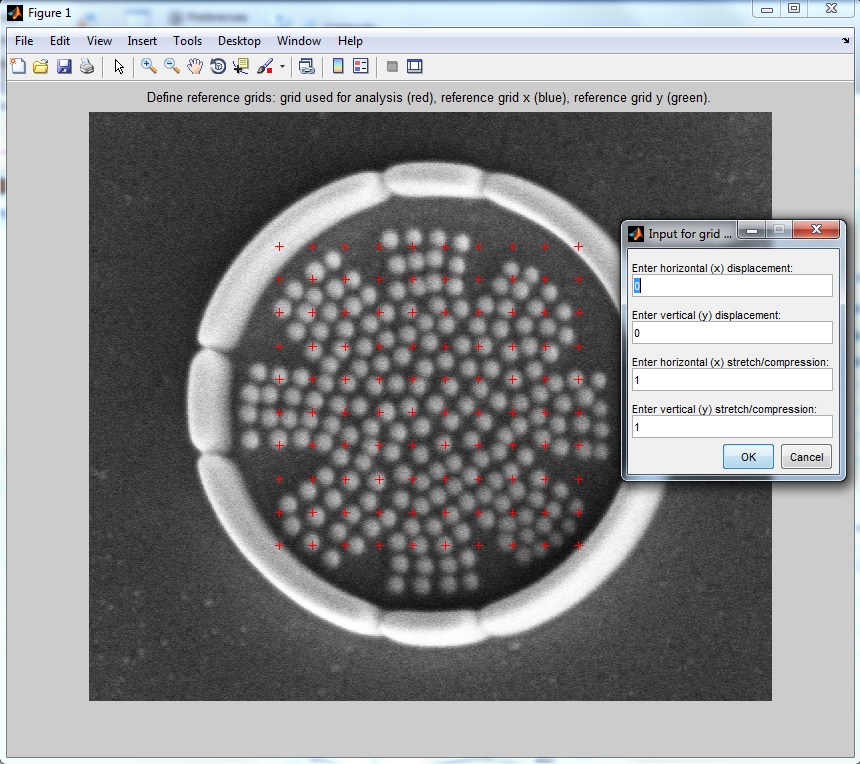 Figure 1
File Edit View Insert Tools Desktop Window Help
Define reference grids: grid used for analysis (red), reference grid x (blue), reference grid y (green).
Input for grid ...
Enter horizontal (x) displacement:
0
Enter vertical (y) displacement:
0
Enter horizontal (x) stretch/compression:
1
Enter vertical (y) stretch/compression:
1
OK Cancel